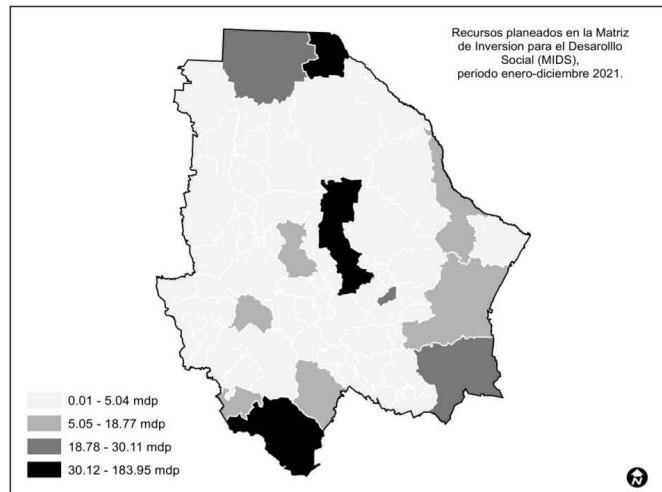 Recursos planeados en la Matriz
de Inversion para el Desarolllo
Social (MIDS),
periodo enero-diciembre 2021.
0.01 - 5.04 mdp
5.05 - 18.77 mdp
18.78 - 30.11 mdp
30.12 - 183.95 mdp
N